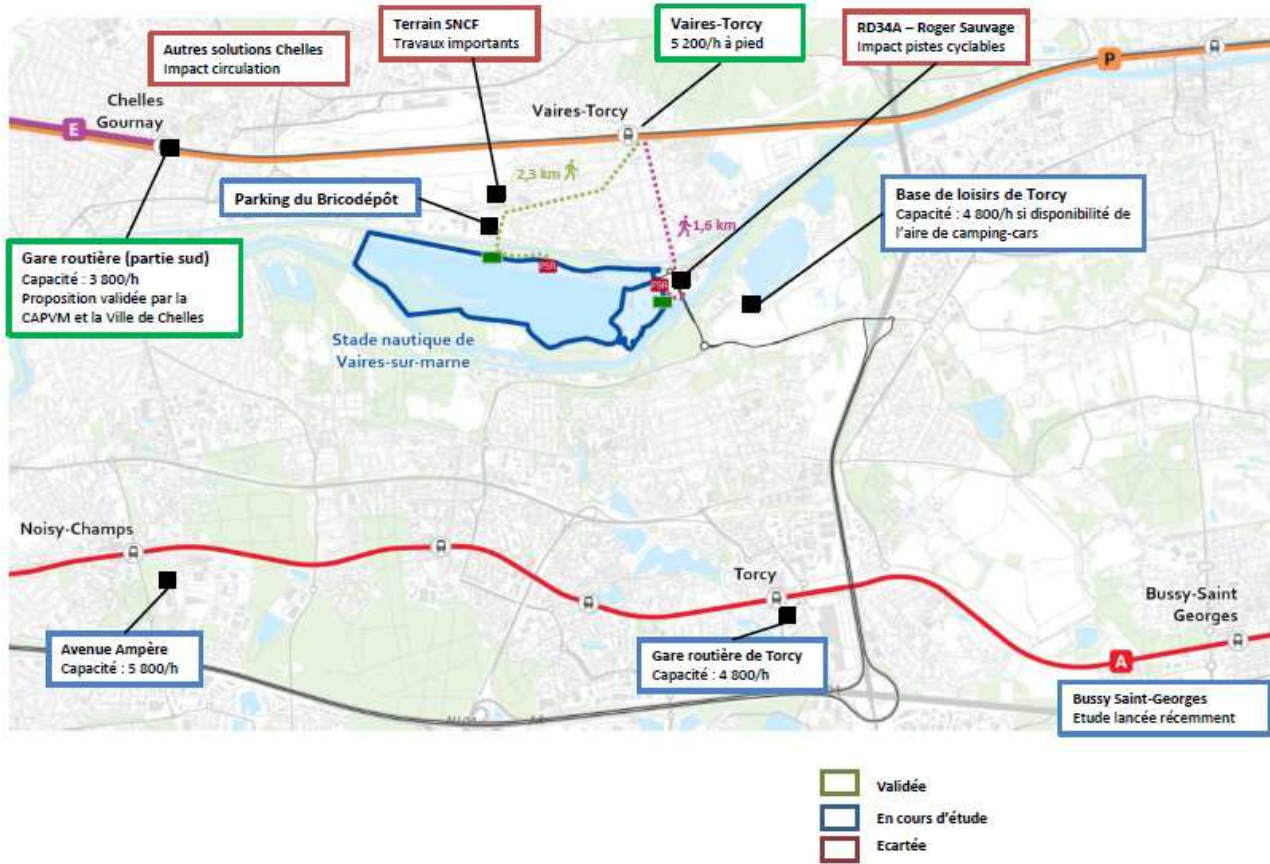 Terrain SNCF
Travaux importants
Vaires-Torcy
5 200/h à pied
RD34A – Roger Sauvage
Impact pistes cyclables
Autres solutions Chelles
Impact circulation
P
Chelles
Gournay
E
Vaires-Torcy
2,3 km
Parking du Bricodépôt
Base de loisirs de Torcy
Capacité : 4 800/h si disponibilité de
l'aire de camping-cars
1,6 km
Gare routière (partie sud)
Capacité : 3 800/h
Proposition validée par la
CAPVM et la Ville de Chelles
PSA
PSA
Stade nautique de
Vaires-sur-marne
Noisy-Champs
Torcy
Bussy-Saint
Georges
Avenue Ampère
Capacité : 5 800/h
Gare routière de Torcy
Capacité : 4 800/h
A
Bussy Saint-Georges
Etude lancée récemment
Validée
En cours d'étude
Ecartée